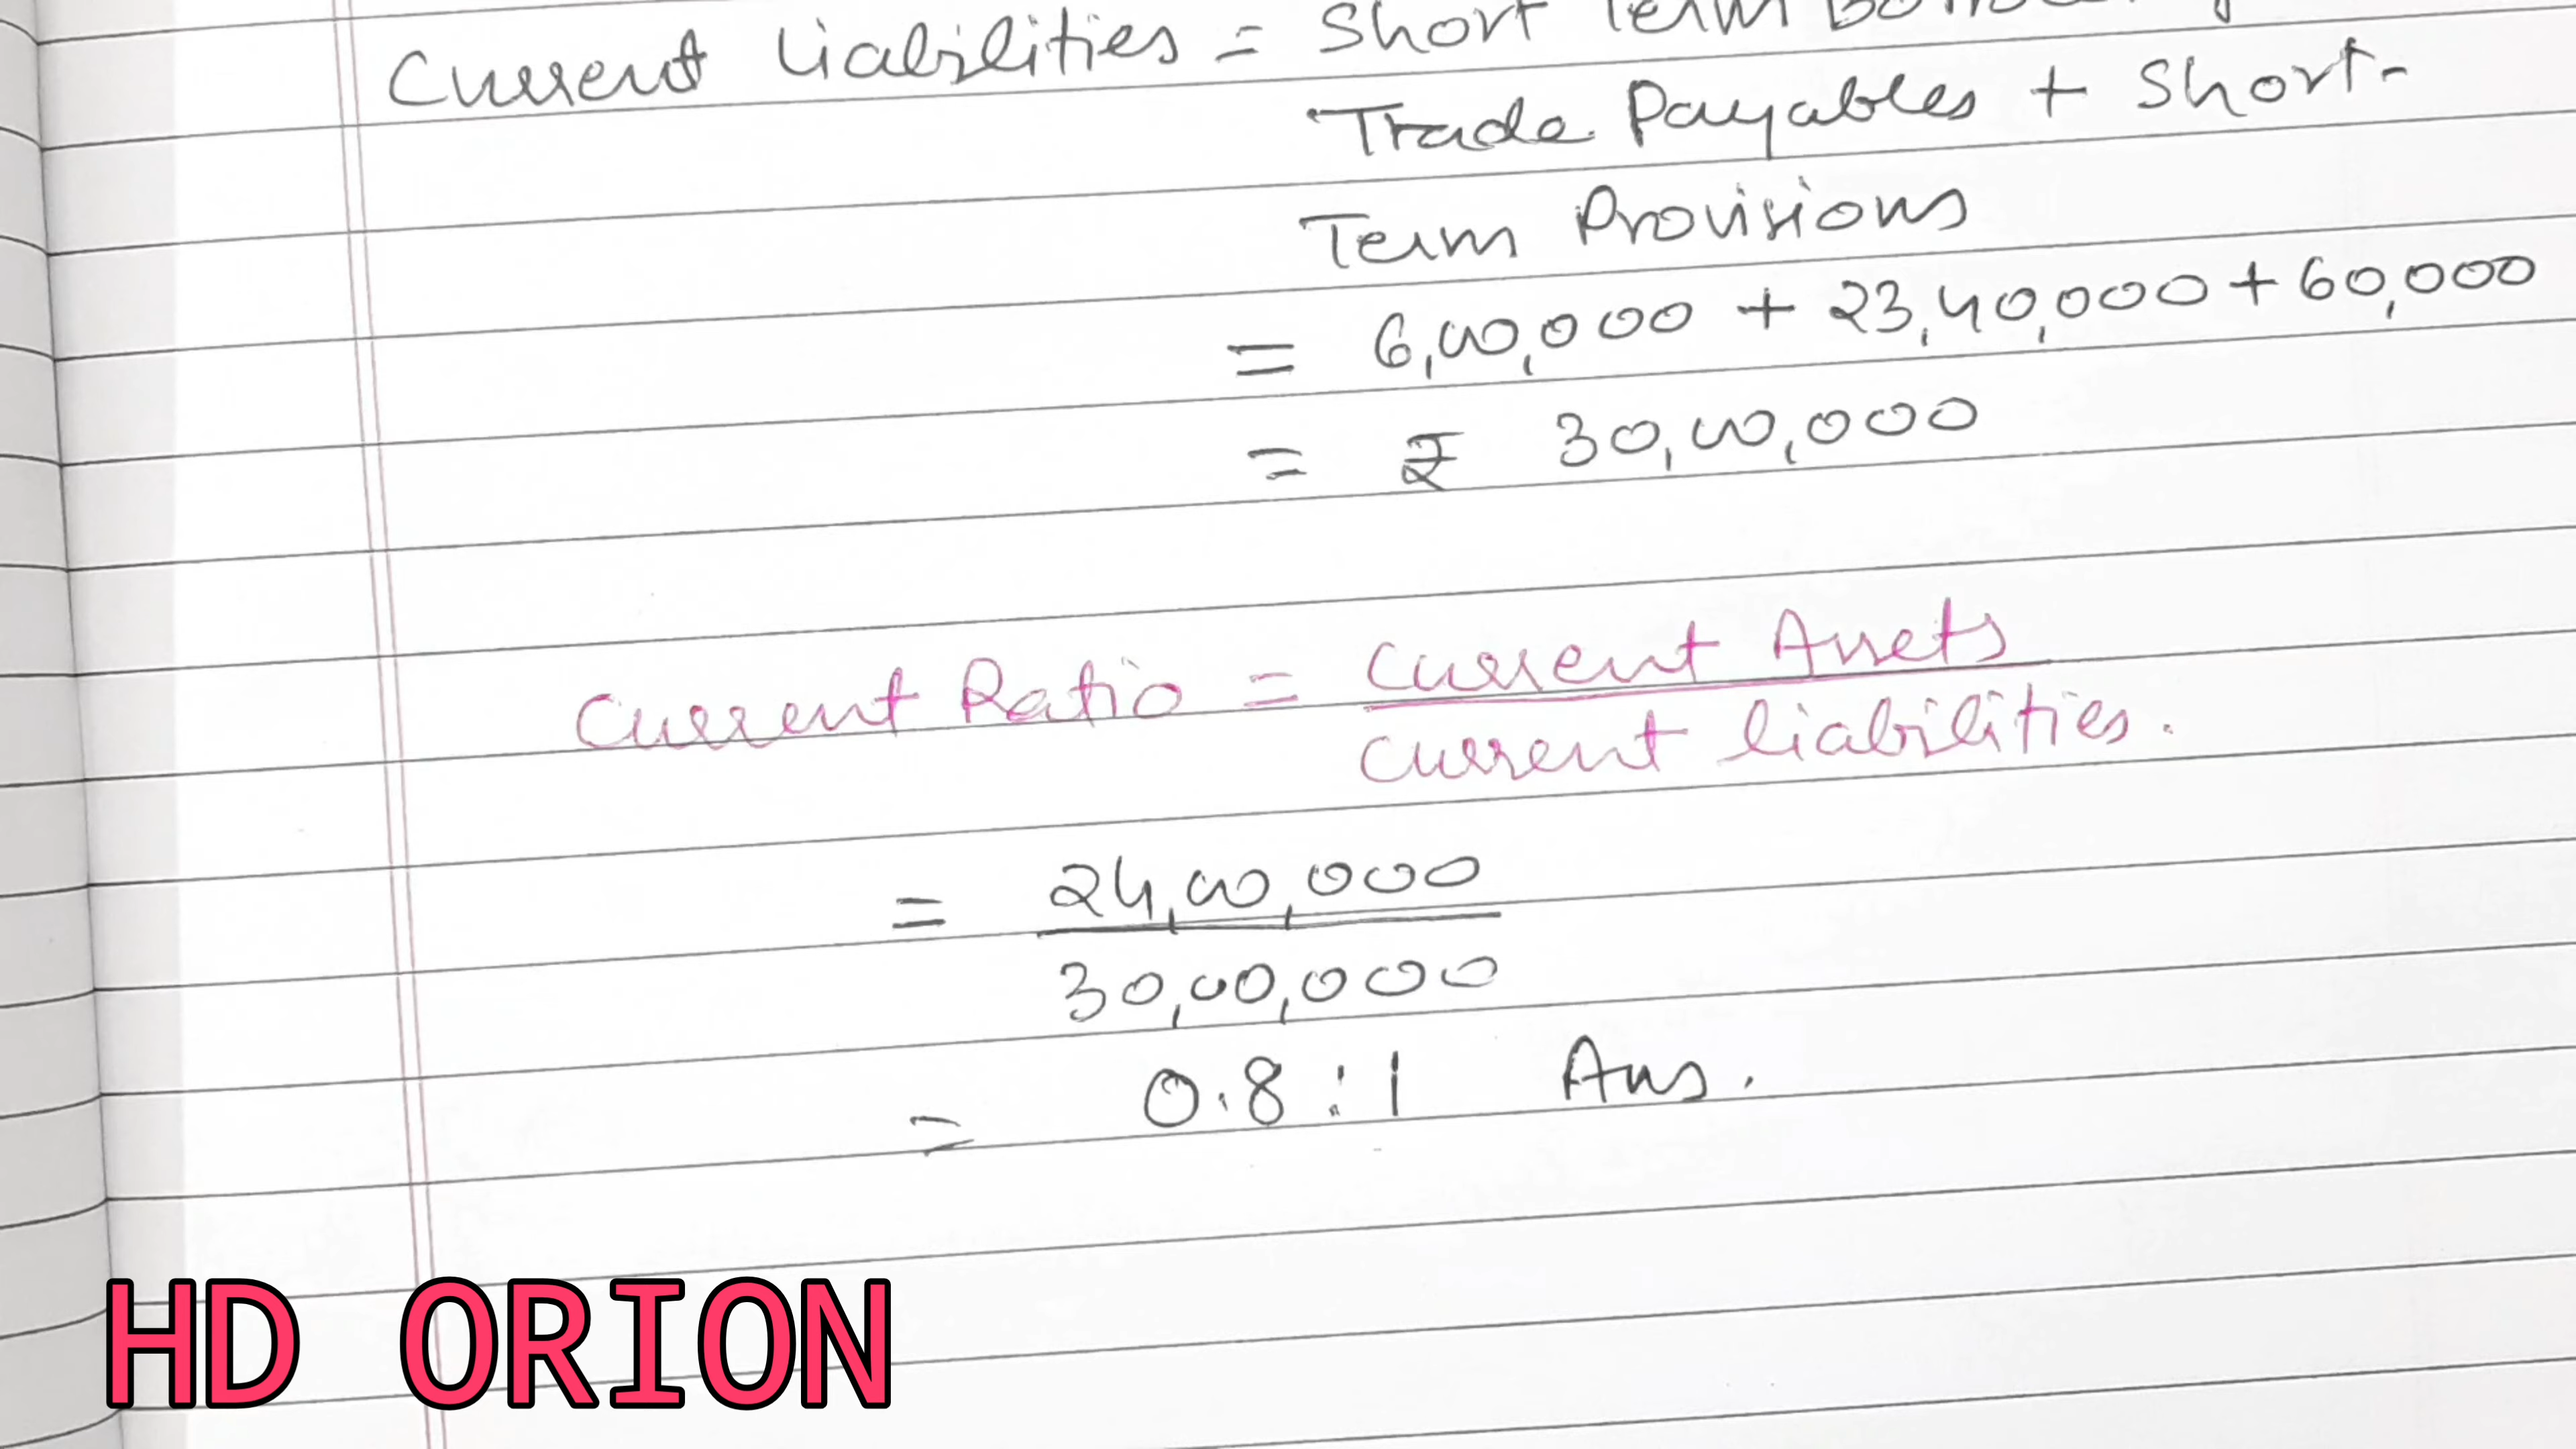 Current Liabilities = Short Term
Trade Payables + Short-
Term Provisions
= 6,00,000 + 23,40,000 + 60,000
= ₹ 30,00,000
Current Ratio = Current Assets
Current Liabilities.
= 24,00,000
30,00,000
= 0.8 : 1 Ans.
HD ORION